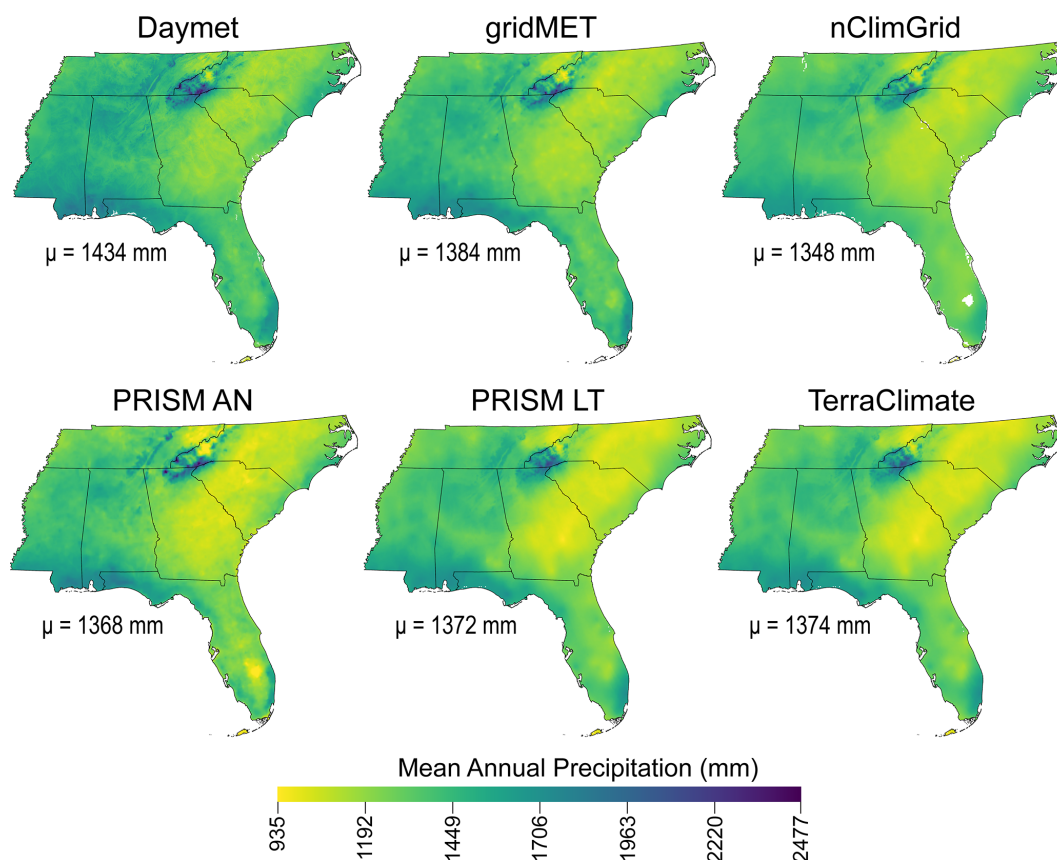 Daymet
gridMET
nClimGrid
μ = 1434 mm
μ = 1384 mm
μ = 1348 mm
PRISM AN
PRISM LT
TerraClimate
μ = 1368 mm
μ = 1372 mm
μ = 1374 mm
Mean Annual Precipitation (mm)
935
1192
1449
1706
1963
2220
2477